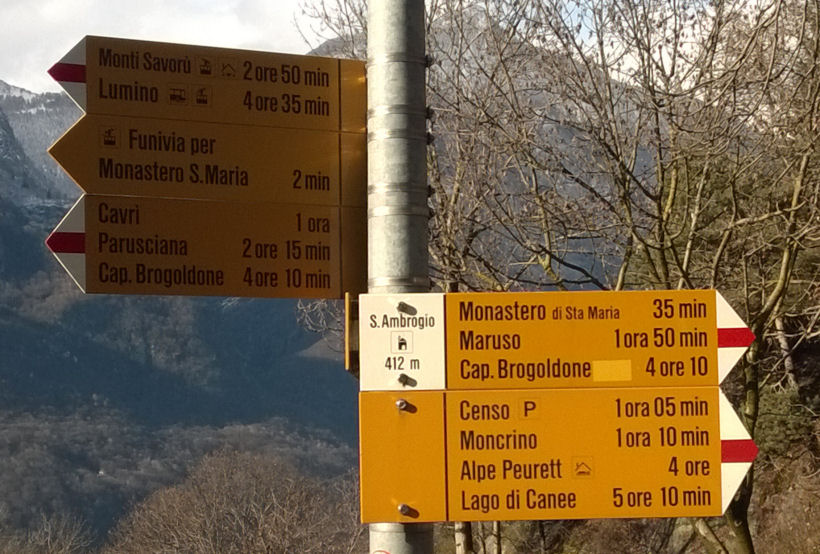 Monti Savorù 2 ore 50 min
Lumino 4 ore 35 min
Funivia per
Monastero S. Maria 2 min
Cavrì 1 ora
Parusciana 2 ore 15 min
Cap. Brogoldone 4 ore 10 min
S. Ambrogio
412 m
Monastero di Sta Maria 35 min
Maruso 1 ora 50 min
Cap. Brogoldone 4 ore 10
Censo P 1 ora 05 min
Moncrino 1 ora 10 min
Alpe Peurett 4 ore
Lago di Canee 5 ore 10 min